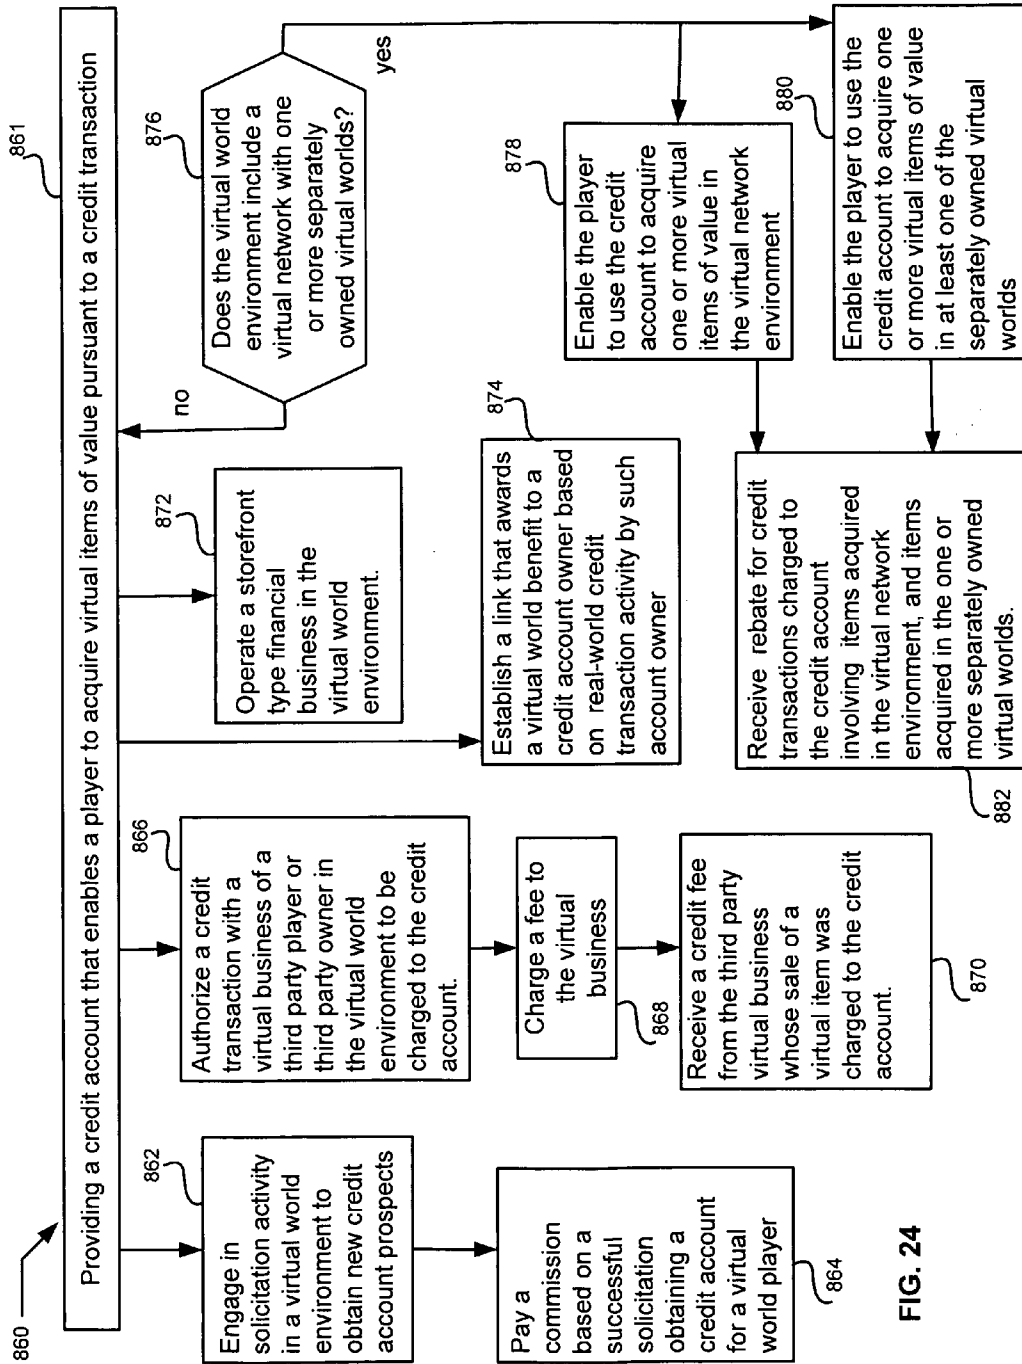 860
861
Providing a credit account that enables a player to acquire virtual items of value pursuant to a credit transaction
862
Engage in
solicitation activity
in a virtual world
environment to
obtain new credit
account prospects
Pay a
commission
based on a
successful
solicitation
obtaining a
credit account
for a virtual
world player
864
866
Authorize a credit
transaction with a
virtual business of a
third party player or
third party owner in
the virtual world
environment to be
charged to the credit
account.
Charge a fee to
the virtual
business
868
Receive a credit fee
from the third party
virtual business
whose sale of a
virtual item was
charged to the credit
account.
870
872
Operate a storefront
type financial
business in the
virtual world
environment.
874
Establish a link that awards
a virtual world benefit to a
credit account owner based
on real-world credit
transaction activity by such
account owner
876
Does the virtual world
environment include a
virtual network with one
or more separately
owned virtual worlds?
no
yes
878
Enable the player
to use the credit
account to acquire
one or more virtual
items of value in
the virtual network
environment
880
Enable the player to use the
credit account to acquire one
or more virtual items of value
in at least one of the
separately owned virtual
worlds
Receive rebate for credit
transactions charged to
the credit account
involving items acquired
in the virtual network
environment, and items
acquired in the one or
more separately owned
virtual worlds.
882
FIG. 24